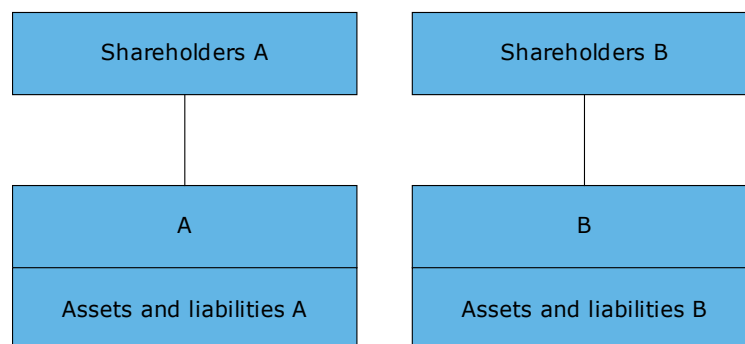 Shareholders A
Shareholders B
A
B
Assets and liabilities A
Assets and liabilities B